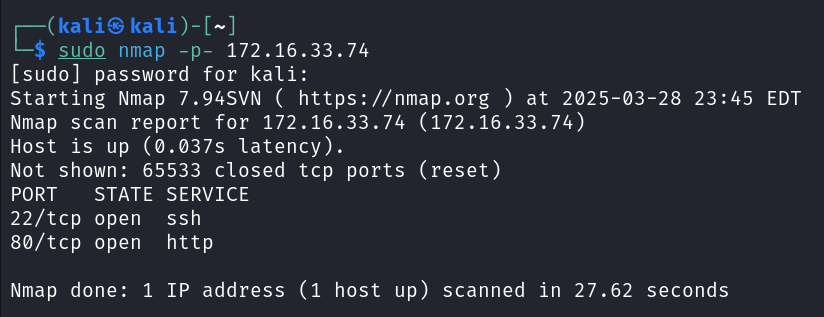 ┌──(kali㉿kali)-[~]
└─$ sudo nmap -p- 172.16.33.74
[sudo] password for kali:
Starting Nmap 7.94SVN ( https://nmap.org ) at 2025-03-28 23:45 EDT
Nmap scan report for 172.16.33.74 (172.16.33.74)
Host is up (0.037s latency).
Not shown: 65533 closed tcp ports (reset)
PORT   STATE SERVICE
22/tcp open  ssh
80/tcp open  http
Nmap done: 1 IP address (1 host up) scanned in 27.62 seconds